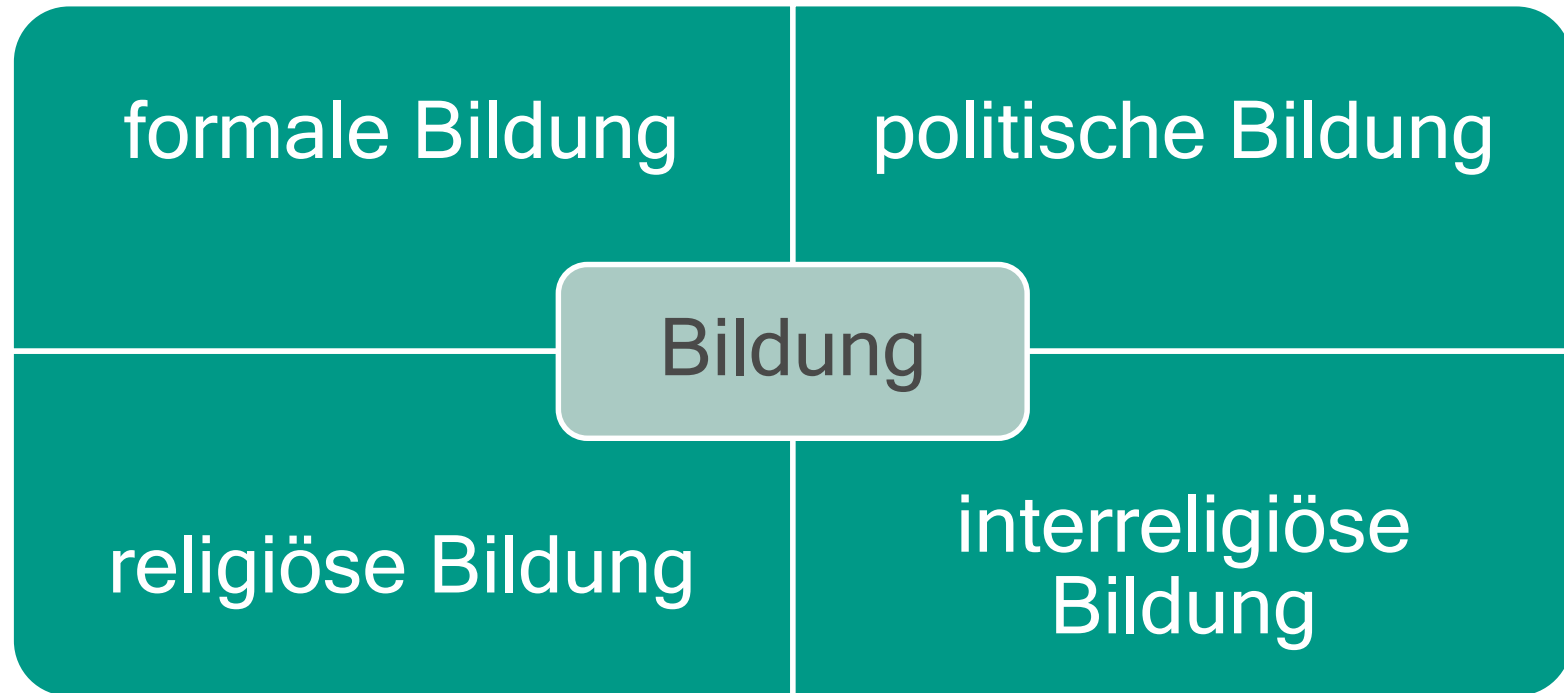 formale Bildung
politische Bildung
Bildung
religiöse Bildung
interreligiöse
Bildung